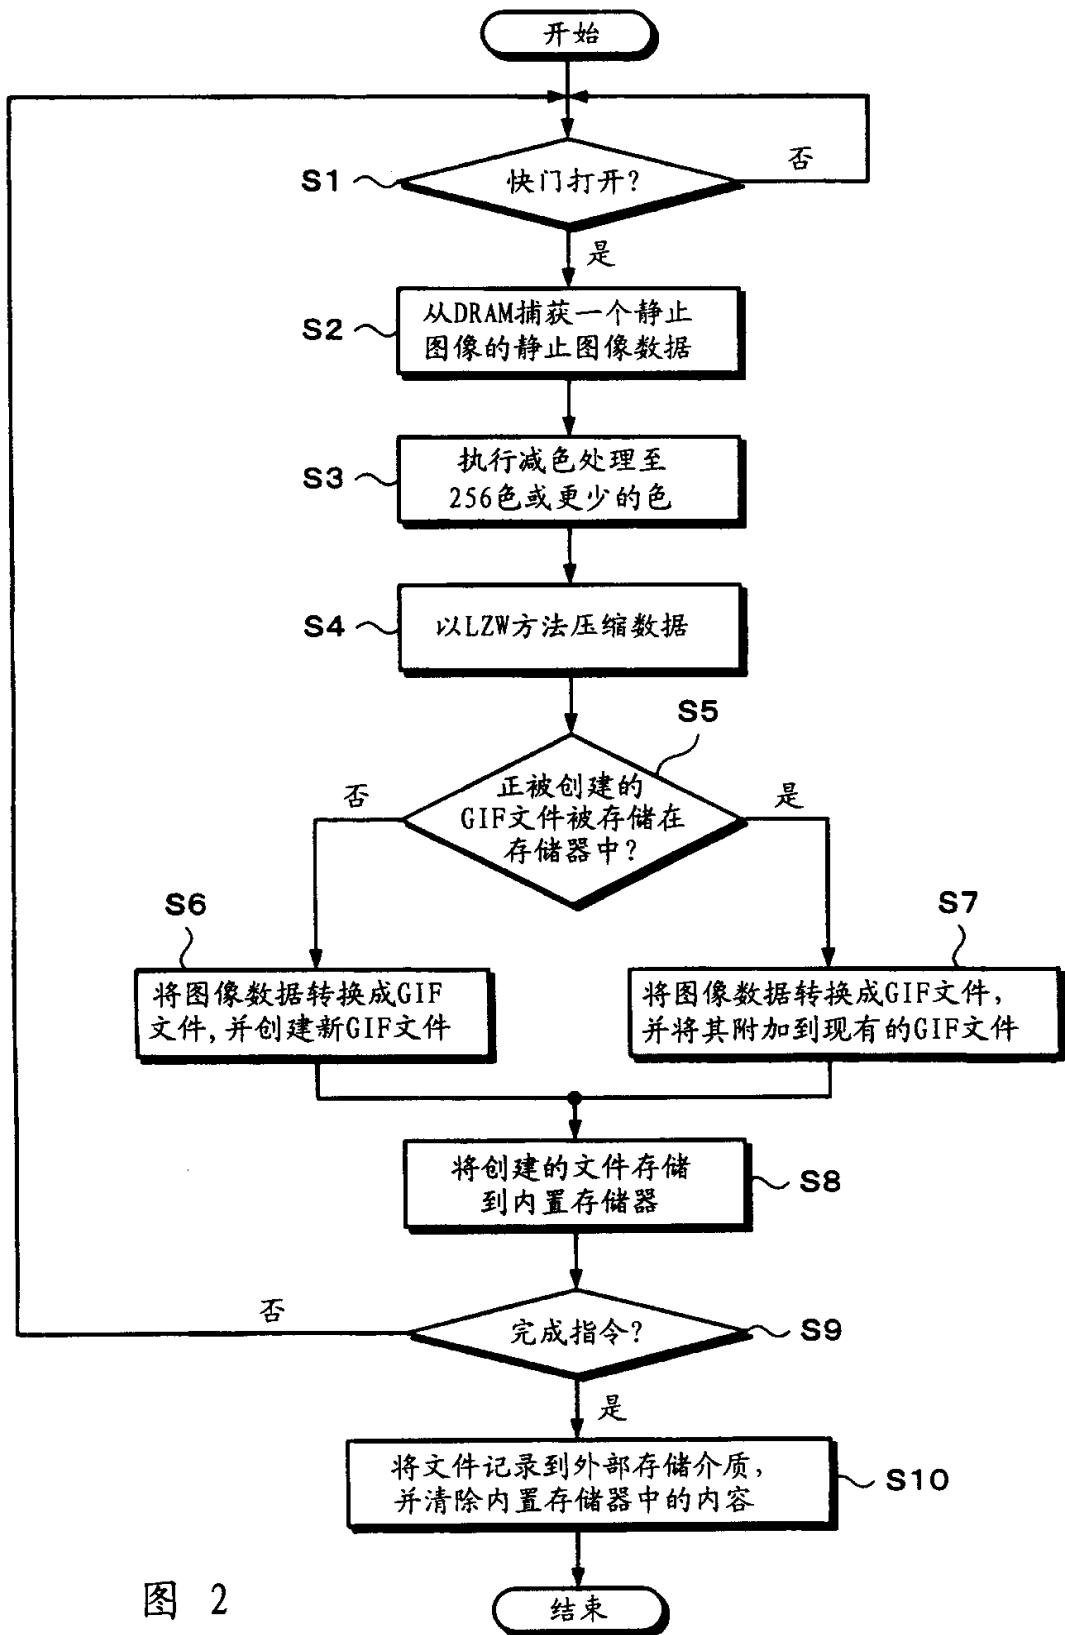 开始
S1
快门打开?
否
是
S2
从DRAM捕获一个静止
图像的静止图像数据
S3
执行减色处理至
256色或更少的色
S4
以LZW方法压缩数据
S5
否
正被创建的
GIF文件被存储在
存储器中?
是
S6
S7
将图像数据转换成GIF
文件,并创建新GIF文件
将图像数据转换成GIF文件,
并将其附加到现有的GIF文件
将创建的文件存储
到内置存储器
S8
否
完成指令?
S9
是
将文件记录到外部存储介质,
并清除内置存储器中的内容
S10
结束
图 2